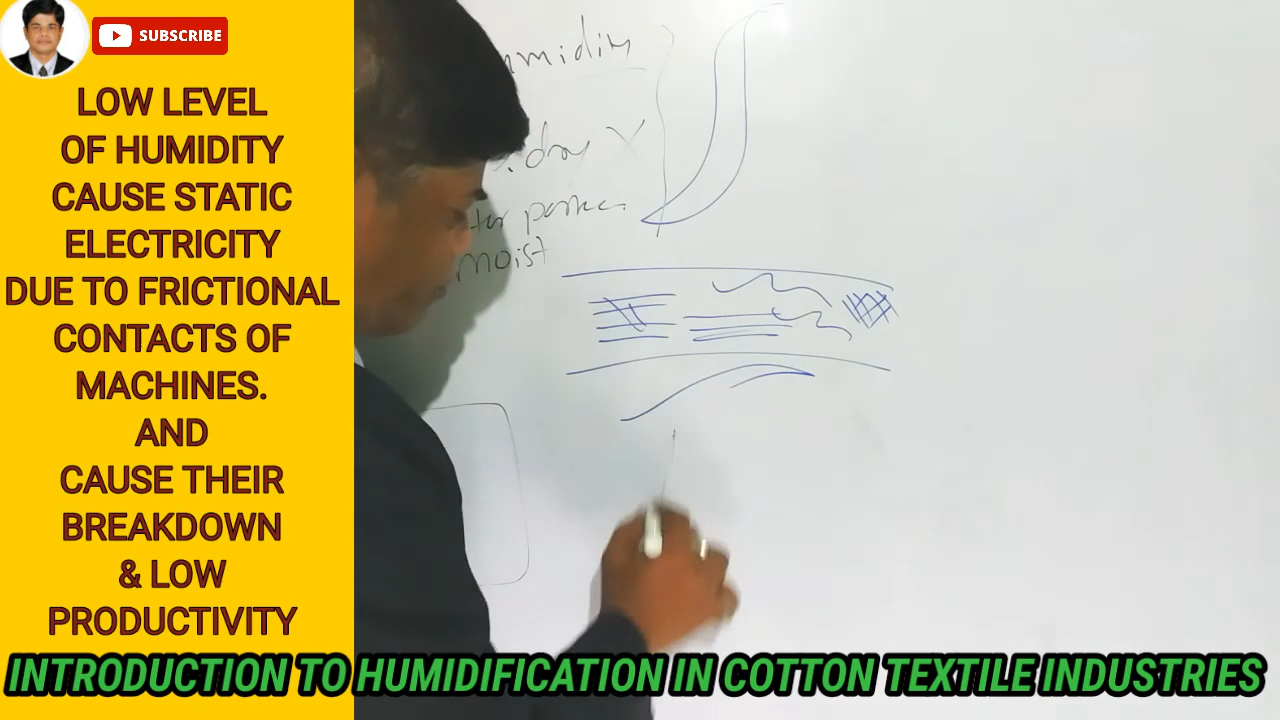 SUBSCRIBE
LOW LEVEL
OF HUMIDITY
CAUSE STATIC
ELECTRICITY
DUE TO FRICTIONAL
CONTACTS OF
MACHINES.
AND
CAUSE THEIR
BREAKDOWN
& LOW
PRODUCTIVITY
dry
moist
INTRODUCTION TO HUMIDIFICATION IN COTTON TEXTILE INDUSTRIES